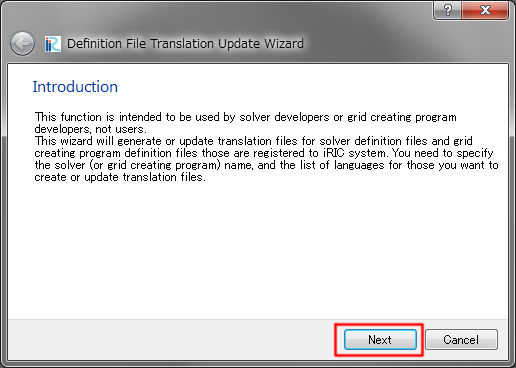 Definition File Translation Update Wizard
Introduction
This function is intended to be used by solver developers or grid creating program
developers, not users.
This wizard will generate or update translation files for solver definition files and grid
creating program definition files those are registered to iRIC system. You need to specify
the solver (or grid creating program) name, and the list of languages for those you want to
create or update translation files.
Next
Cancel